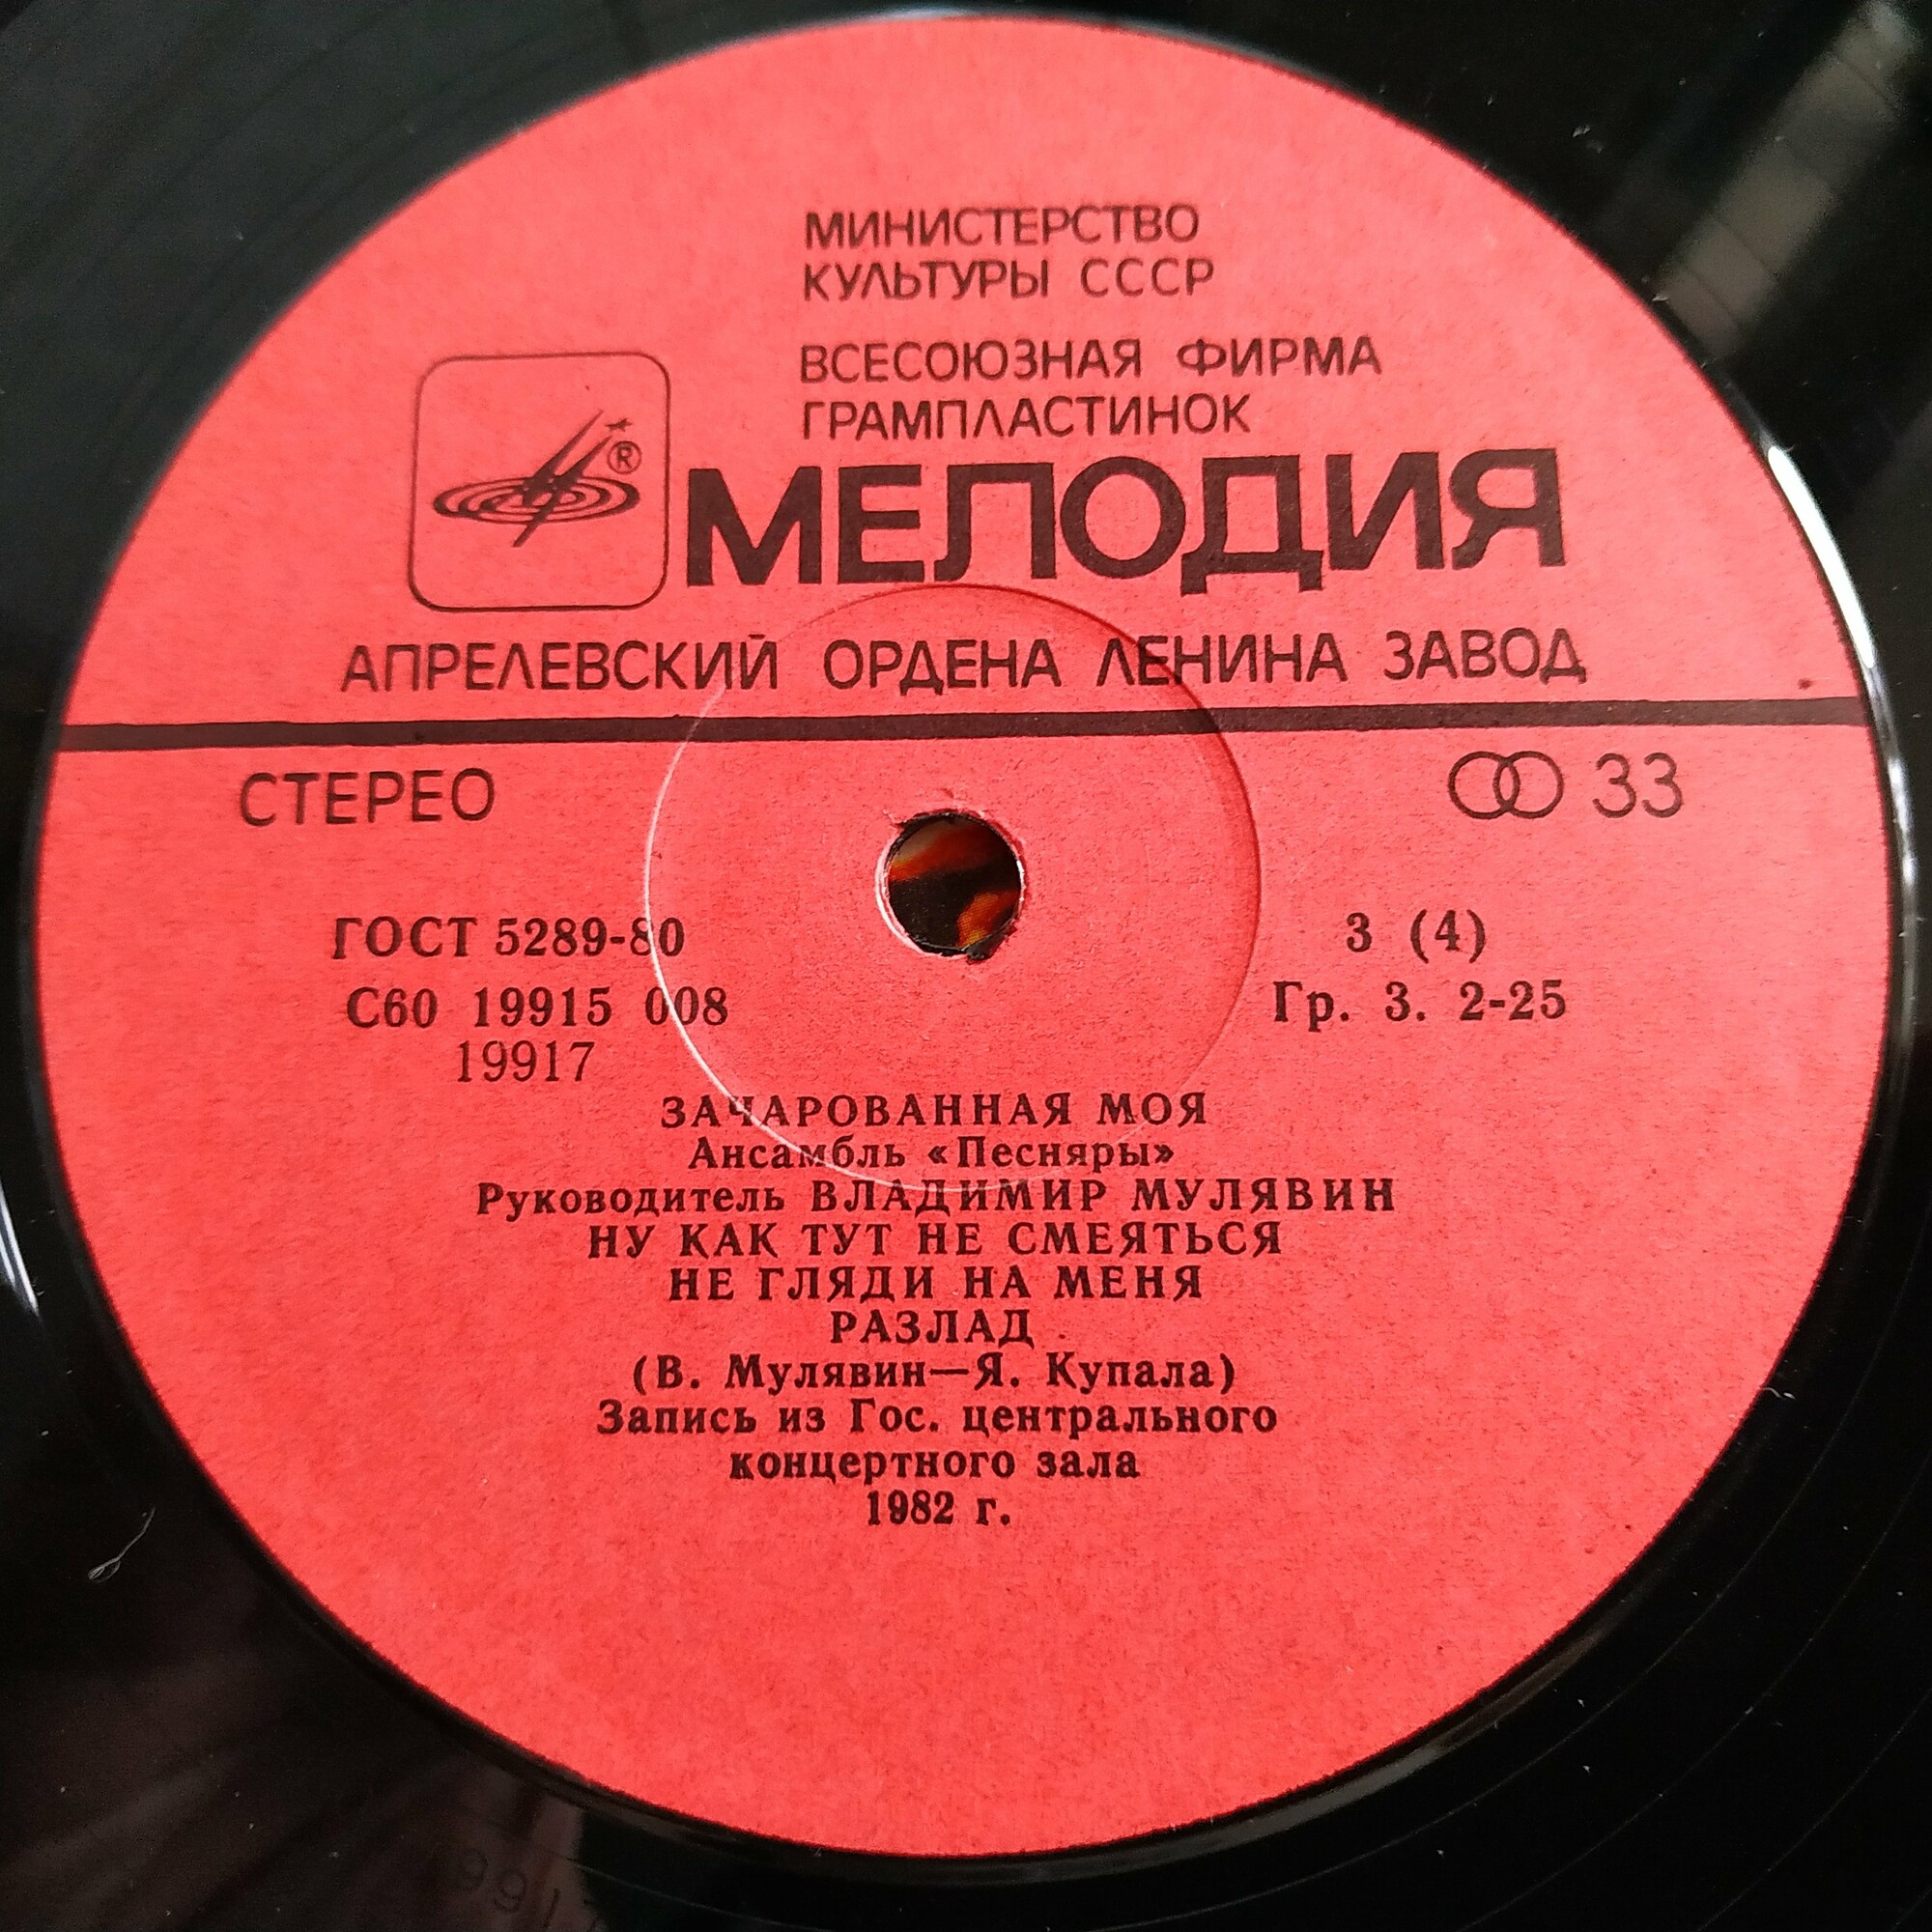 МИНИСТЕРСТВО
КУЛЬТУРЫ СССР
ВСЕСОЮЗНАЯ ФИРМА
ГРАМПЛАСТИНОК
®
МЕЛОДИЯ
АПРЕЛЕВСКИЙ ОРДЕНА ЛЕНИНА ЗАВОД
СТЕРЕО
33
ГОСТ 5289-80
3 (4)
С60 19915 008
Гр. 3. 2-25
19917
ЗАЧАРОВАННАЯ МОЯ
Ансамбль «Песняры»
Руководитель ВЛАДИМИР МУЛЯВИН
НУ КАК ТУТ НЕ СМЕЯТЬСЯ
НЕ ГЛЯДИ НА МЕНЯ
РАЗЛАД
(В. Мулявин—Я. Купала)
Запись из Гос. центрального
концертного зала
1982 г.